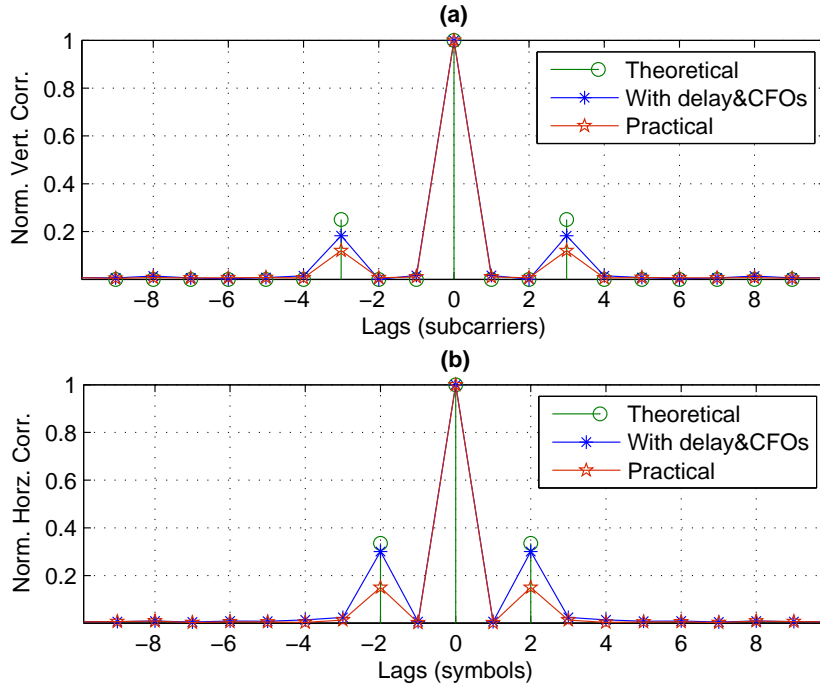 (a)
1
0.8
0.6
0.4
0.2
Norm. Vert. Corr.
Theoretical
With delay&CFOs
Practical
−8 −6 −4 −2 0 2 4 6 8
Lags (subcarriers)
(b)
1
0.8
0.6
0.4
0.2
Norm. Horz. Corr.
Theoretical
With delay&CFOs
Practical
−8 −6 −4 −2 0 2 4 6 8
Lags (symbols)